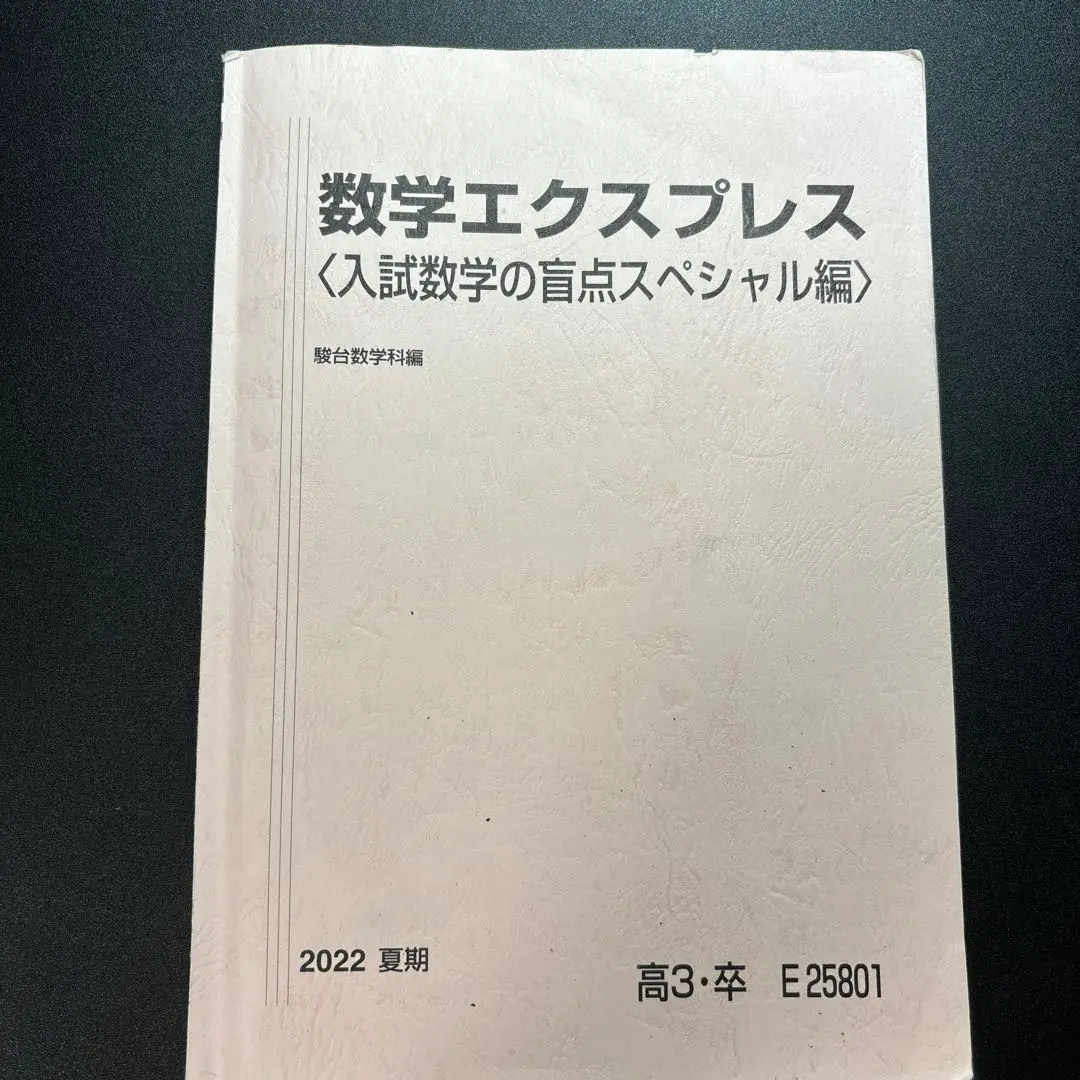 数学エクスプレス
〈入試数学の盲点スペシャル編〉
駿台数学科編
2022 夏期
高3・卒 E25801